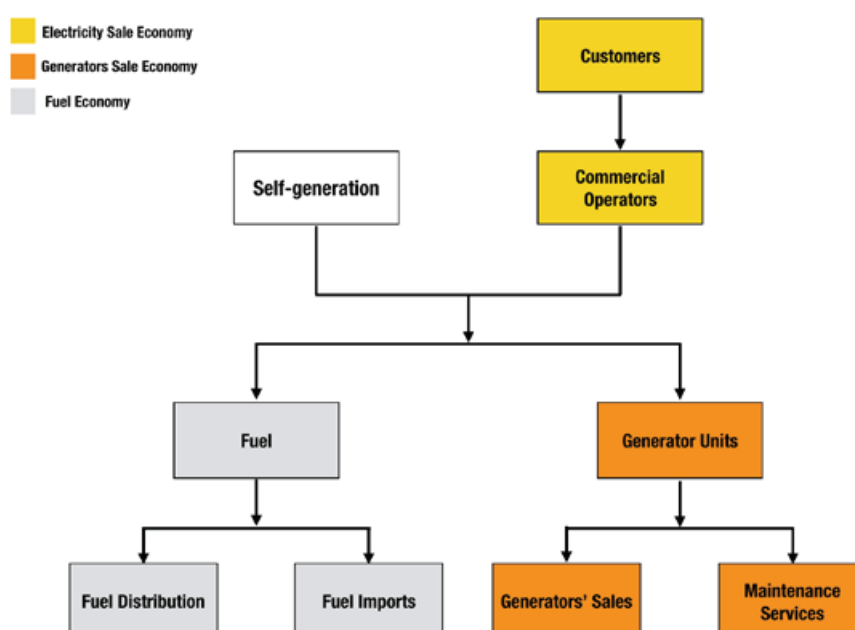 Electricity Sale Economy
Generators Sale Economy
Fuel Economy
Customers
Self-generation
Commercial
Operators
Fuel
Generator Units
Fuel Distribution
Fuel Imports
Generators’ Sales
Maintenance
Services